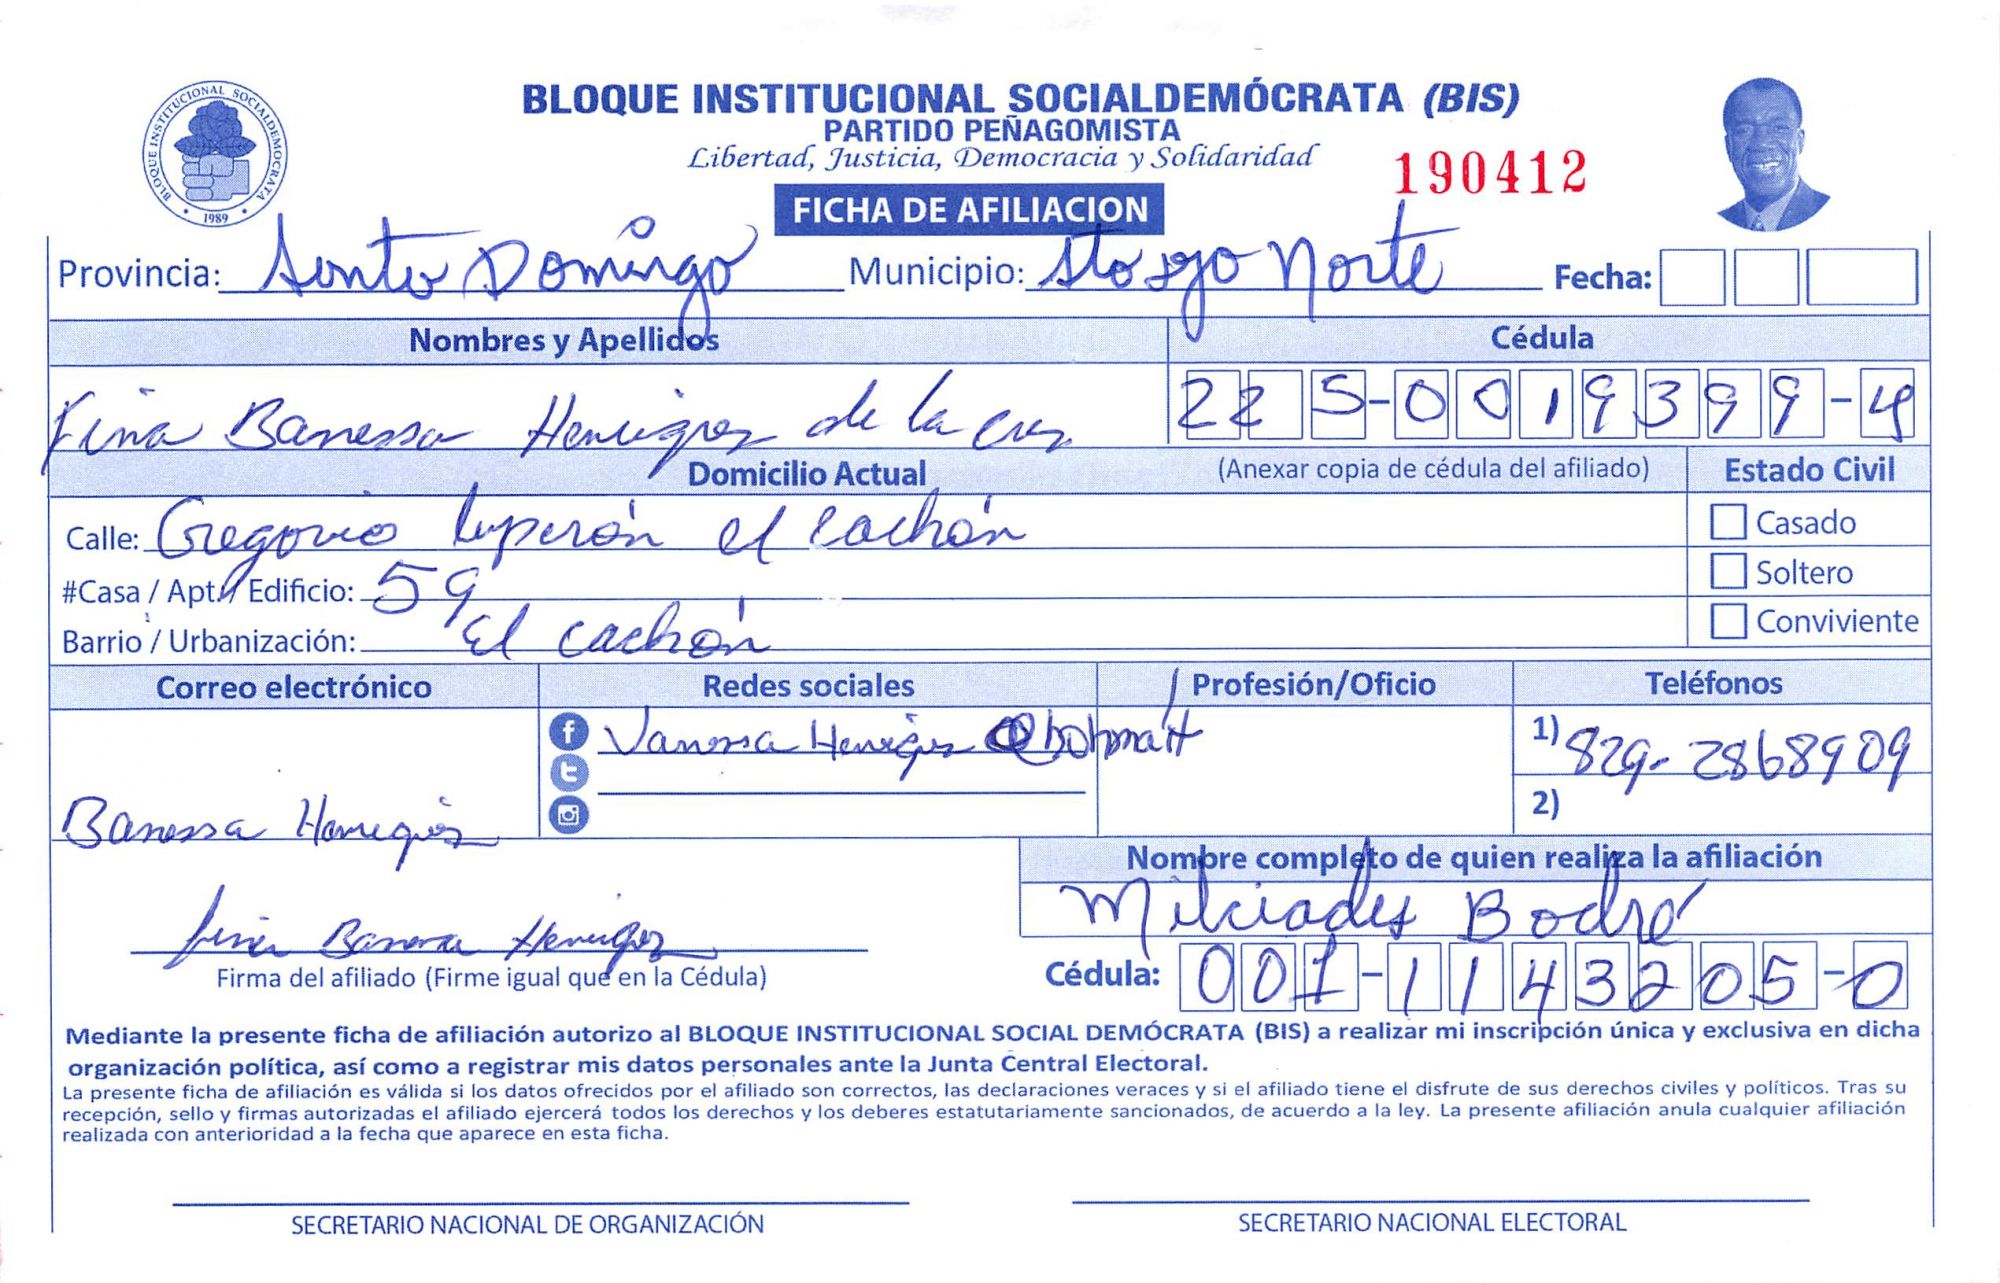 BLOQUE INSTITUCIONAL SOCIALDEMOCRATA
1989
BLOQUE INSTITUCIONAL SOCIALDEMÓCRATA (BIS)
PARTIDO PEÑAGOMISTA
Libertad, Justicia, Democracia y Solidaridad
190412
FICHA DE AFILIACION
Provincia: Santo Domingo Municipio: Sto Dgo Norte Fecha:
Nombres y Apellidos Cédula
Banessa de la Cruz 225-0019399-4
Domicilio Actual (Anexar copia de cédula del afiliado) Estado Civil
Calle: Gregorio luperón el cachón Casado
#Casa / Apt. / Edificio: 59 Soltero
Barrio / Urbanización: El cachón Conviviente
Correo electrónico Redes sociales Profesión/Oficio Teléfonos
Vanessa 1) 829-2868909
Banessa 2)
Nombre completo de quien realiza la afiliación
Milciades Bodré
Banessa
Firma del afiliado (Firme igual que en la Cédula) Cédula: 001-1143205-0
Mediante la presente ficha de afiliación autorizo al BLOQUE INSTITUCIONAL SOCIAL DEMÓCRATA (BIS) a realizar mi inscripción única y exclusiva en dicha
organización política, así como a registrar mis datos personales ante la Junta Central Electoral.
La presente ficha de afiliación es válida si los datos ofrecidos por el afiliado son correctos, las declaraciones veraces y si el afiliado tiene el disfrute de sus derechos civiles y políticos. Tras su
recepción, sello y firmas autorizadas el afiliado ejercerá todos los derechos y los deberes estatutariamente sancionados, de acuerdo a la ley. La presente afiliación anula cualquier afiliación
realizada con anterioridad a la fecha que aparece en esta ficha.
SECRETARIO NACIONAL DE ORGANIZACIÓN SECRETARIO NACIONAL ELECTORAL